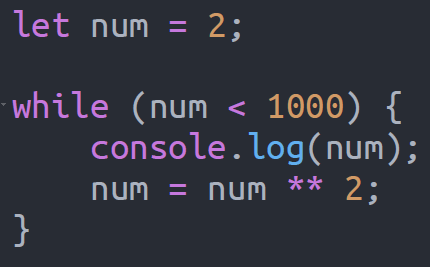 let num = 2;

while (num < 1000) {
    console.log(num);
    num = num ** 2;
}